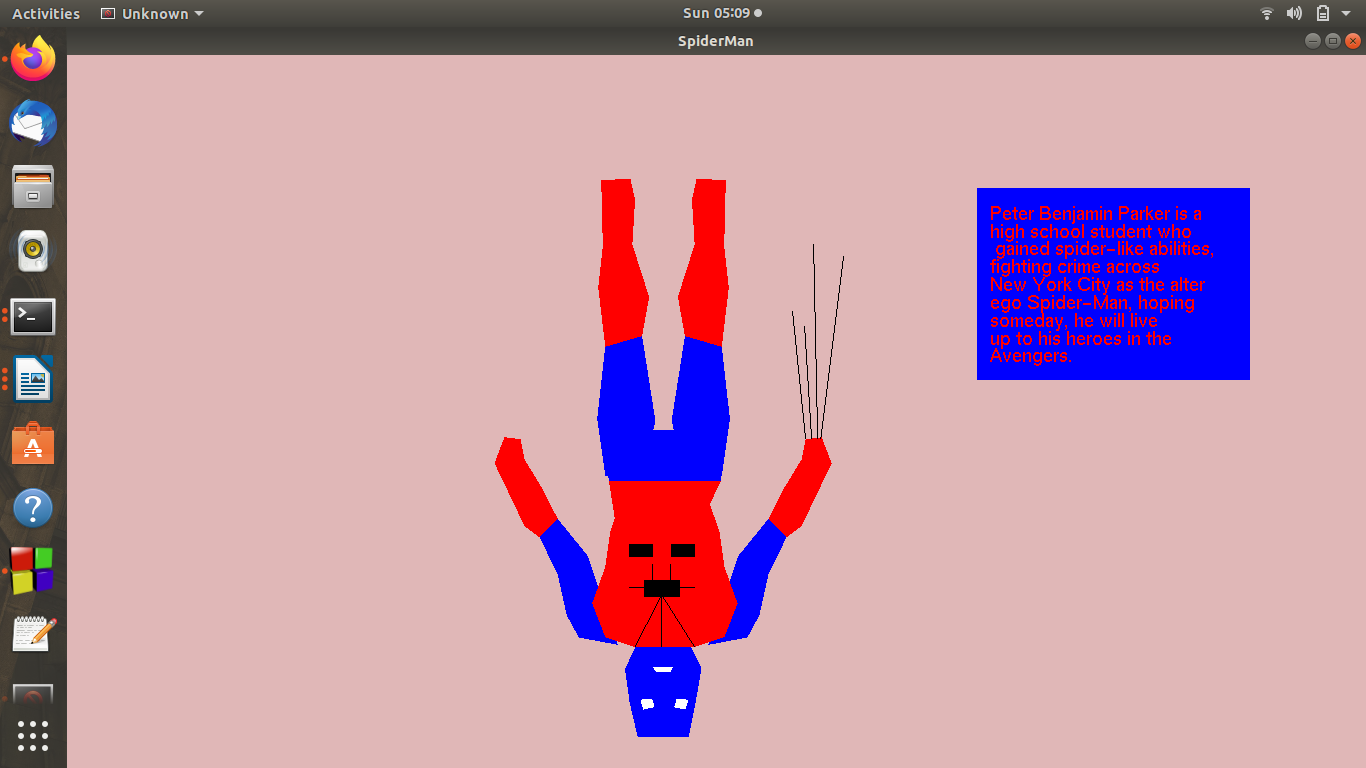 Activities Unknown Sun 05:09
SpiderMan
Peter Benjamin Parker is a
high school student who
gained spider-like abilities,
fighting crime across
New York City as the alter
ego Spider-Man, hoping
someday, he will live
up to his heroes in the
Avengers.